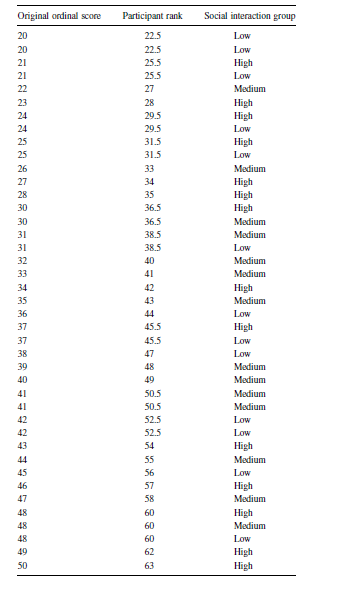 Original ordinal score Participant rank Social interaction group
20 22.5 Low
20 22.5 Low
21 25.5 High
21 25.5 Low
22 27 Medium
23 28 High
24 29.5 High
24 29.5 Low
25 31.5 High
25 31.5 Low
26 33 Medium
27 34 High
28 35 High
30 36.5 High
30 36.5 Medium
31 38.5 Medium
31 38.5 Low
32 40 Medium
33 41 Medium
34 42 High
35 43 Medium
36 44 Low
37 45.5 High
37 45.5 Low
38 47 Low
39 48 Medium
40 49 Medium
41 50.5 Medium
41 50.5 Medium
42 52.5 Low
42 52.5 Low
43 54 High
44 55 Medium
45 56 Low
46 57 High
47 58 Medium
48 60 High
48 60 Medium
48 60 Low
49 62 High
50 63 High